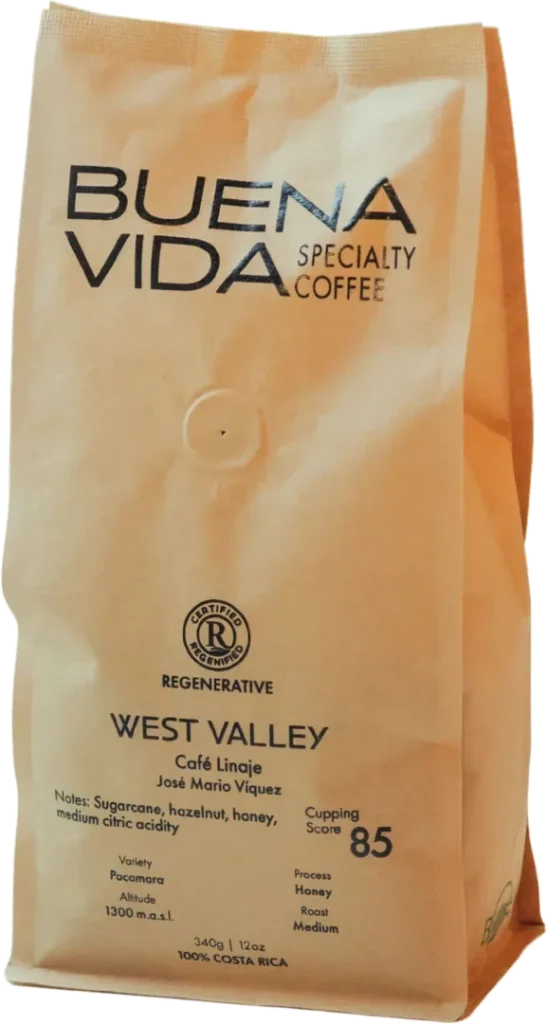 BUENA
VIDA SPECIALTY
COFFEE
CERTIFIED
R
REGENIFIED
REGENERATIVE
WEST VALLEY
Café Linaje
José Mario Víquez
Notes: Sugarcane, hazelnut, honey,
medium citric acidity
Cupping
Score 85
Variety
Pacamara
Altitude
1300 m.a.s.l.
Process
Honey
Roast
Medium
340g | 12oz
100% COSTA RICA